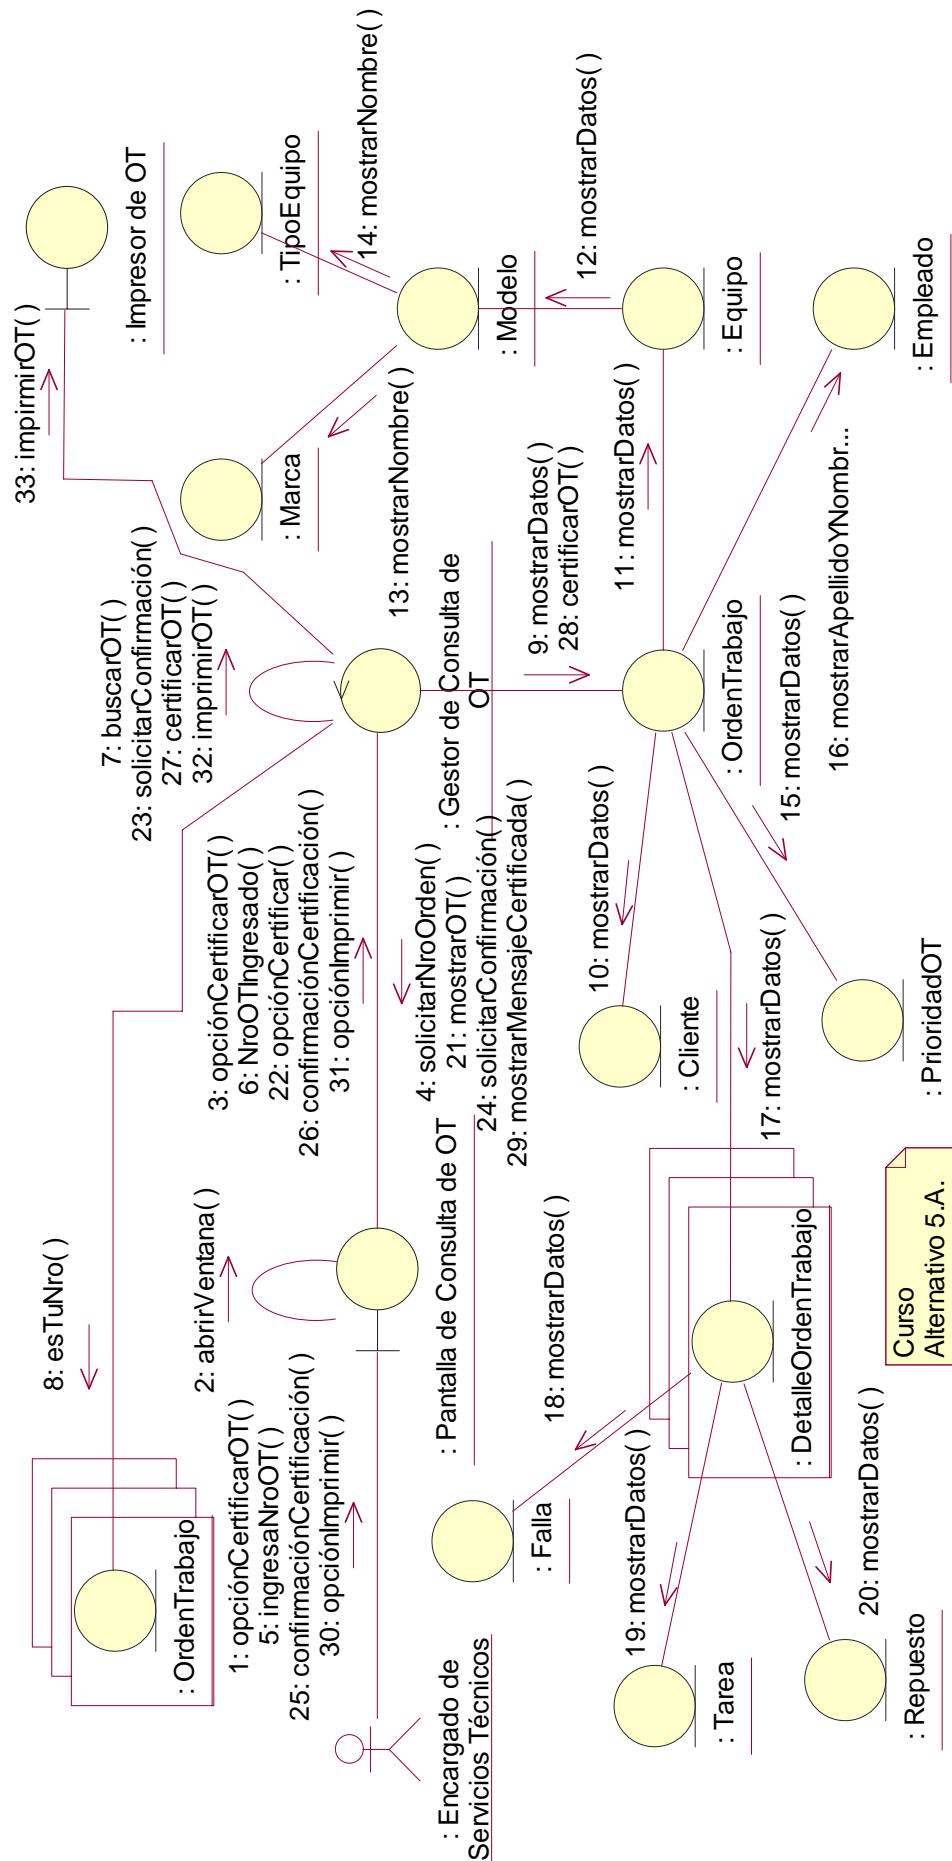 8: esTuNro( )
: OrdenTrabajo
7: buscarOT( )
23: solicitarConfirmación( )
27: certificarOT( )
32: imprimirOT( )
33: impirmirOT( )
: Impresor de OT
1: opciónCertificarOT( )
5: ingresaNroOT( )
25: confirmaciónCertificación( )
30: opciónImprimir( )
2: abrirVentana( )
3: opciónCertificarOT( )
6: NroOTIngresado( )
22: opciónCertificar( )
26: confirmaciónCertificación( )
31: opciónImprimir( )
: Marca
: TipoEquipo
14: mostrarNombre( )
13: mostrarNombre( )
: Modelo
12: mostrarDatos( )
: Encargado de
Servicios Técnicos
: Pantalla de Consulta de OT
4: solicitarNroOrden( )
21: mostrarOT( )
24: solicitarConfirmación( )
29: mostrarMensajeCertificada( )
: Gestor de Consulta de
OT
9: mostrarDatos( )
28: certificarOT( )
11: mostrarDatos( )
: Equipo
: Falla
18: mostrarDatos( )
10: mostrarDatos( )
: Cliente
: OrdenTrabajo
19: mostrarDatos( )
: Tarea
17: mostrarDatos( )
15: mostrarDatos( )
16: mostrarApellidoYNombr...
: DetalleOrdenTrabajo
20: mostrarDatos( )
: Repuesto
: PrioridadOT
: Empleado
Curso
Alternativo 5.A.